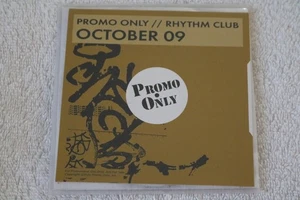 PROMO ONLY // RHYTHM CLUB
OCTOBER 09
PROMO
ONLY